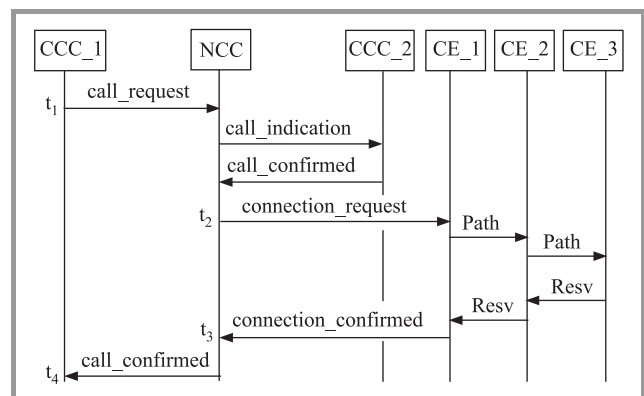 CCC_1 NCC CCC_2 CE_1 CE_2 CE_3
t1 call_request
call_indication
call_confirmed
t2 connection_request
Path
Path
Resv
Resv
t3 connection_confirmed
t4 call_confirmed